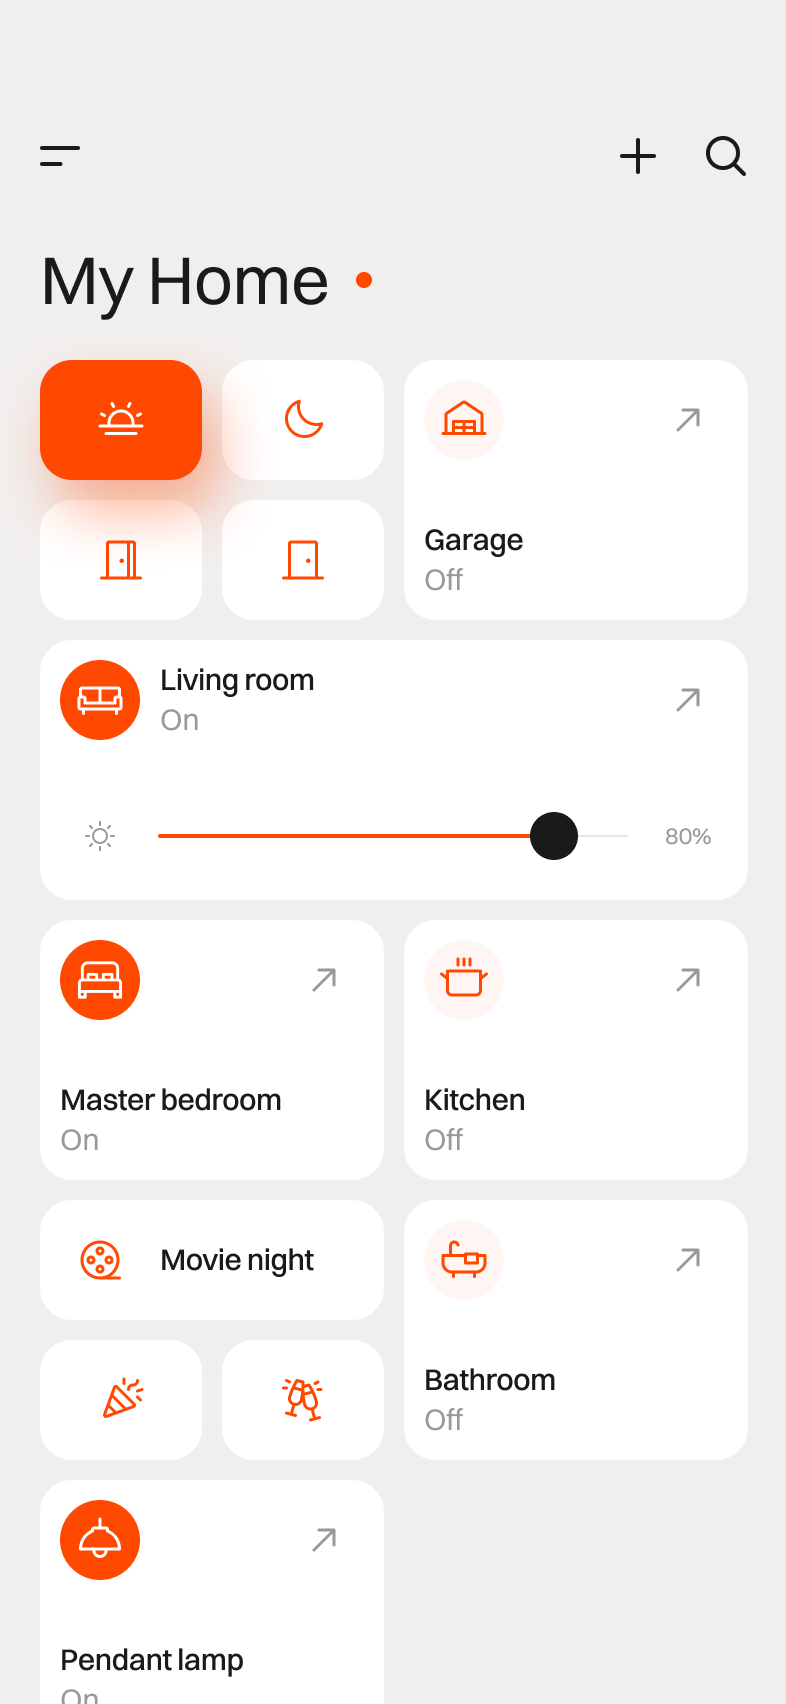 My Home
Garage
Off
Living room
On
80%
Master bedroom
On
Kitchen
Off
Movie night
Bathroom
Off
Pendant lamp
On